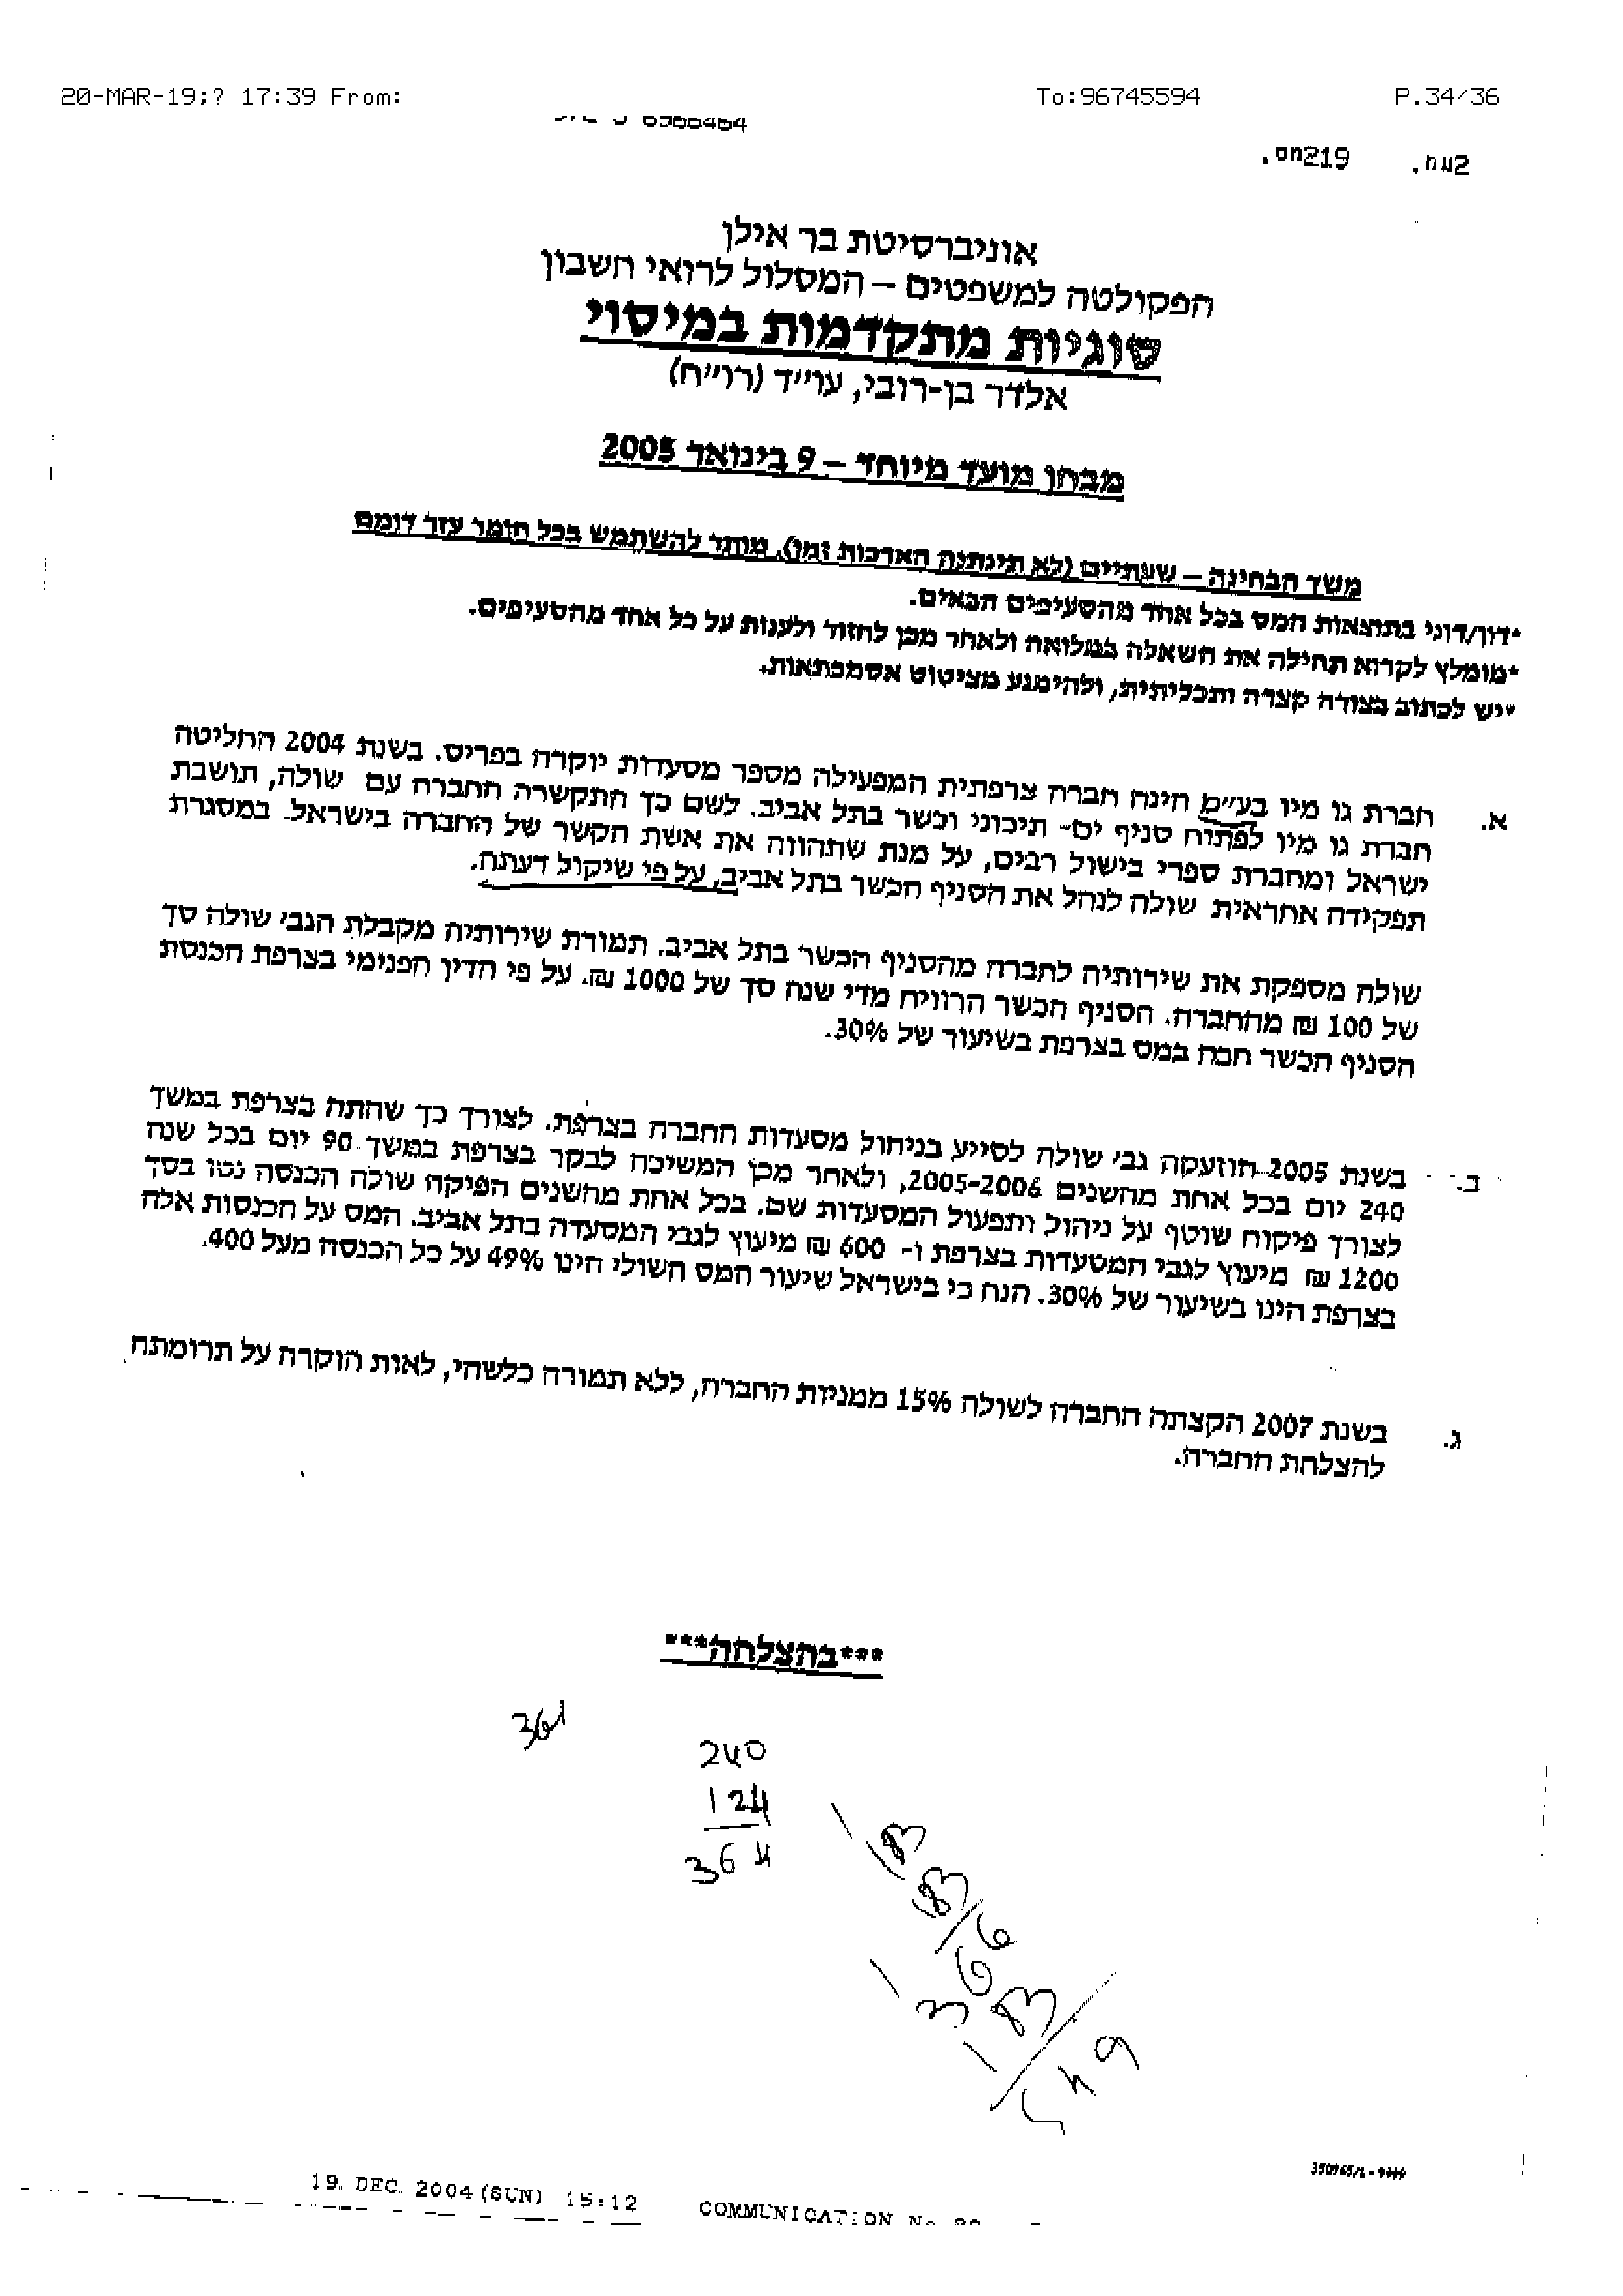 20-MAR-19;? 17:39 From: To:96745594 P.34/36
6366464
אוניברסיטת בר אילן
הפקולטה למשפטים – המסלול לרואי חשבון
סוגיות מתקדמות במיסוי
אלדר בן-רובי, עו״ד (רו״ח)
מבחן מועד מיוחד – 9 בינואר 2005
משך הבחינה – שעתיים (לא תינתנה הארכות זמן). מותר להשתמש בכל חומר עזר דומם
*דון/דוני בתוצאות המס בכל אחד מהסעיפים הבאים.
*מומלץ לקרוא תחילה את השאלה במלואה ולאחר מכן לחזור ולענות על כל אחד מהסעיפים.
*יש לכתוב בצורה קצרה ותכליתית, ולהימנע מציטוט אסמכתאות.
א. חברת גו מיו בע״מ הינה חברה צרפתית המפעילה מספר מסעדות יוקרה בפריס. בשנת 2004 החליטה
חברת גו מיו לפתוח סניף ים- תיכוני וכשר בתל אביב. לשם כך התקשרה החברה עם שולה, תושבת
ישראל ומחברת ספרי בישול רבים, על מנת שתהווה את אשת הקשר של החברה בישראל. במסגרת
תפקידה אחראית שולה לנהל את הסניף הכשר בתל אביב, על פי שיקול דעתה.
שולה מספקת את שירותיה לחברה מהסניף הכשר בתל אביב. תמורת שירותיה מקבלת הגבי שולה סך
של 100 ₪ מהחברה. הסניף הכשר הרוויח מדי שנה סך של 1000 ₪. על פי הדין הפנימי בצרפת הכנסת
הסניף הכשר חבה במס בצרפת בשיעור של 30%.
ב. בשנת 2005 הוזעקה גבי שולה לסייע בניהול מסעדות החברה בצרפת. לצורך כך שהתה בצרפת במשך
240 יום בכל אחת מהשנים 2005-2006, ולאחר מכן המשיכה לבקר בצרפת במשך 90 יום בכל שנה
לצורך פיקוח שוטף על ניהול ותפעול המסעדות שם. בכל אחת מהשנים הפיקה שולה הכנסה נטו בסך
1200 ₪ מיעוץ לגבי המסעדות בצרפת ו- 600 ₪ מיעוץ לגבי המסעדה בתל אביב. המס על הכנסות אלה
בצרפת הינו בשיעור של 30%. הנח כי בישראל שיעור המס השולי הינו 49% על כל הכנסה מעל 400.
ג. בשנת 2007 הקצתה החברה לשולה 15% ממניות החברה, ללא תמורה כלשהי, לאות הוקרה על תרומתה
להצלחת החברה.
***בהצלחה***
361
240
124
364
183
183
366
183
549
19. DEC. 2004(SUN) 15:12 COMMUNICATION No